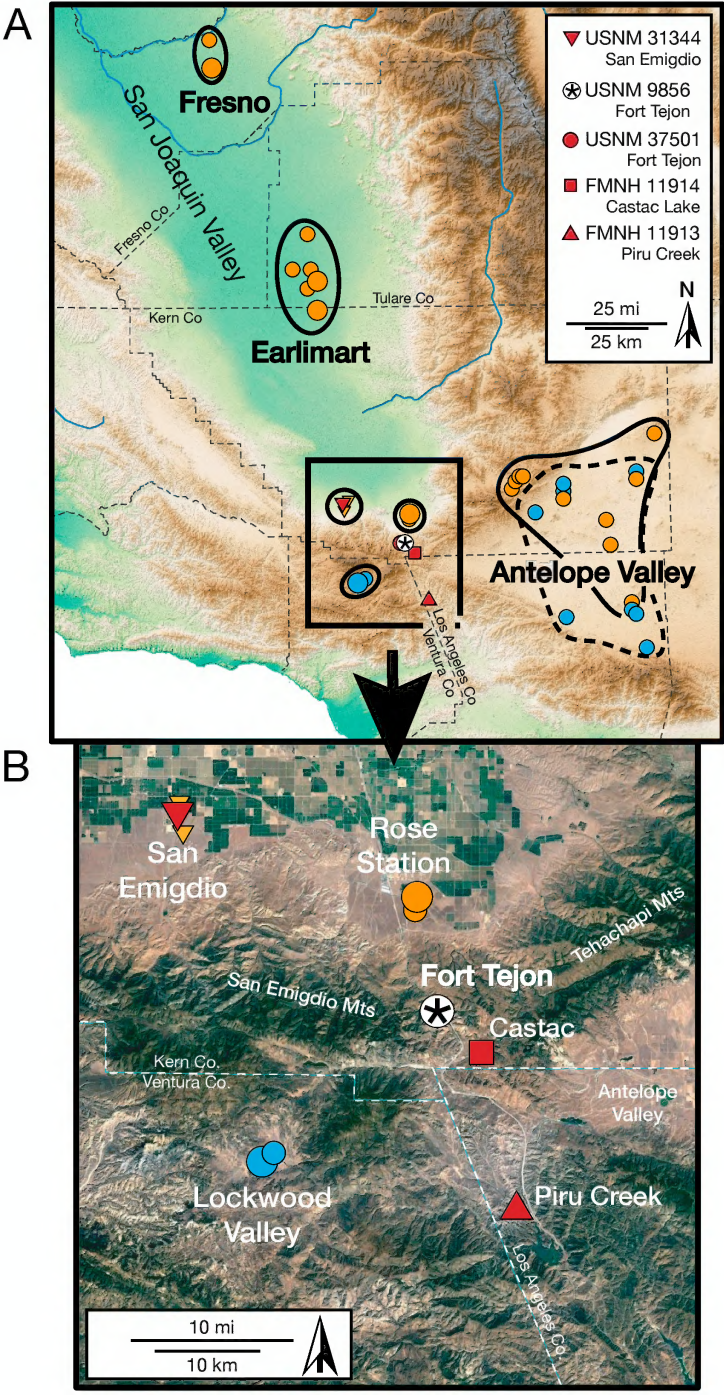 A
Fresno
San Joaquin Valley
Fresno Co
Tulare Co
Kern Co
Earlimart
USNM 31344
San Emigdio
USNM 9856
Fort Tejon
USNM 37501
Fort Tejon
FMNH 11914
Castac Lake
FMNH 11913
Piru Creek
N
25 mi
25 km
Antelope Valley
Los Angeles Co
Ventura Co
B
San
Emigdio
Rose
Station
Tehachapi Mts
San Emigdio Mts
Fort Tejon
Castac
Kern Co.
Ventura Co.
Antelope
Valley
Lockwood
Valley
Piru Creek
Los Angeles Co.
10 mi
10 km